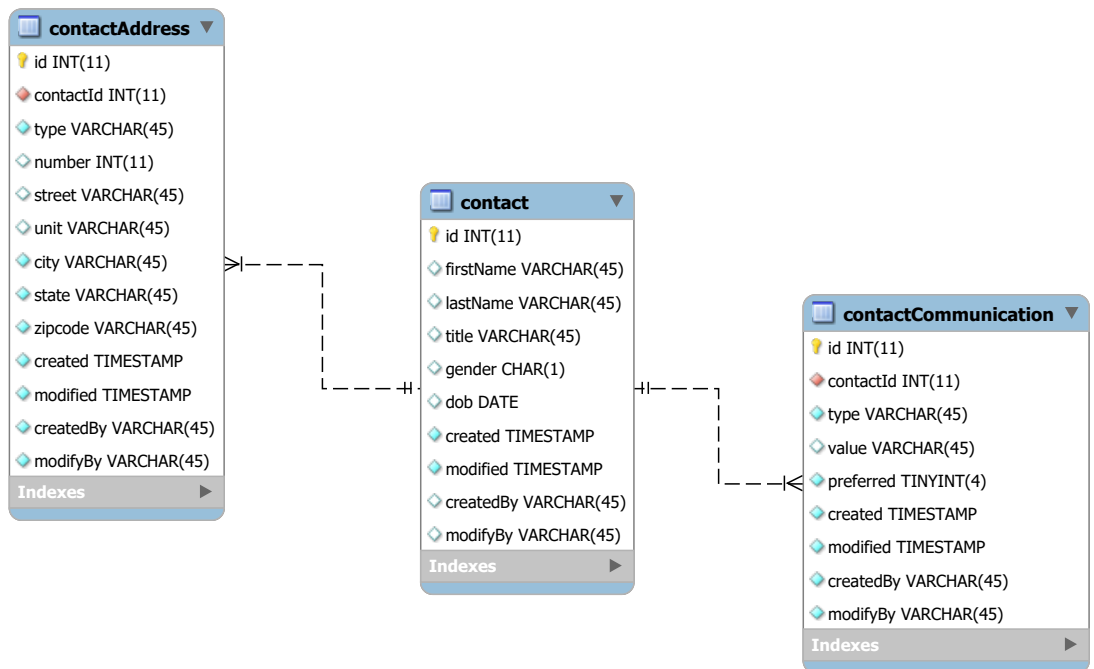 contactAddress
id INT(11)
contactId INT(11)
type VARCHAR(45)
number INT(11)
street VARCHAR(45)
unit VARCHAR(45)
city VARCHAR(45)
state VARCHAR(45)
zipcode VARCHAR(45)
created TIMESTAMP
modified TIMESTAMP
createdBy VARCHAR(45)
modifyBy VARCHAR(45)
Indexes
contact
id INT(11)
firstName VARCHAR(45)
lastName VARCHAR(45)
title VARCHAR(45)
gender CHAR(1)
dob DATE
created TIMESTAMP
modified TIMESTAMP
createdBy VARCHAR(45)
modifyBy VARCHAR(45)
Indexes
contactCommunication
id INT(11)
contactId INT(11)
type VARCHAR(45)
value VARCHAR(45)
preferred TINYINT(4)
created TIMESTAMP
modified TIMESTAMP
createdBy VARCHAR(45)
modifyBy VARCHAR(45)
Indexes